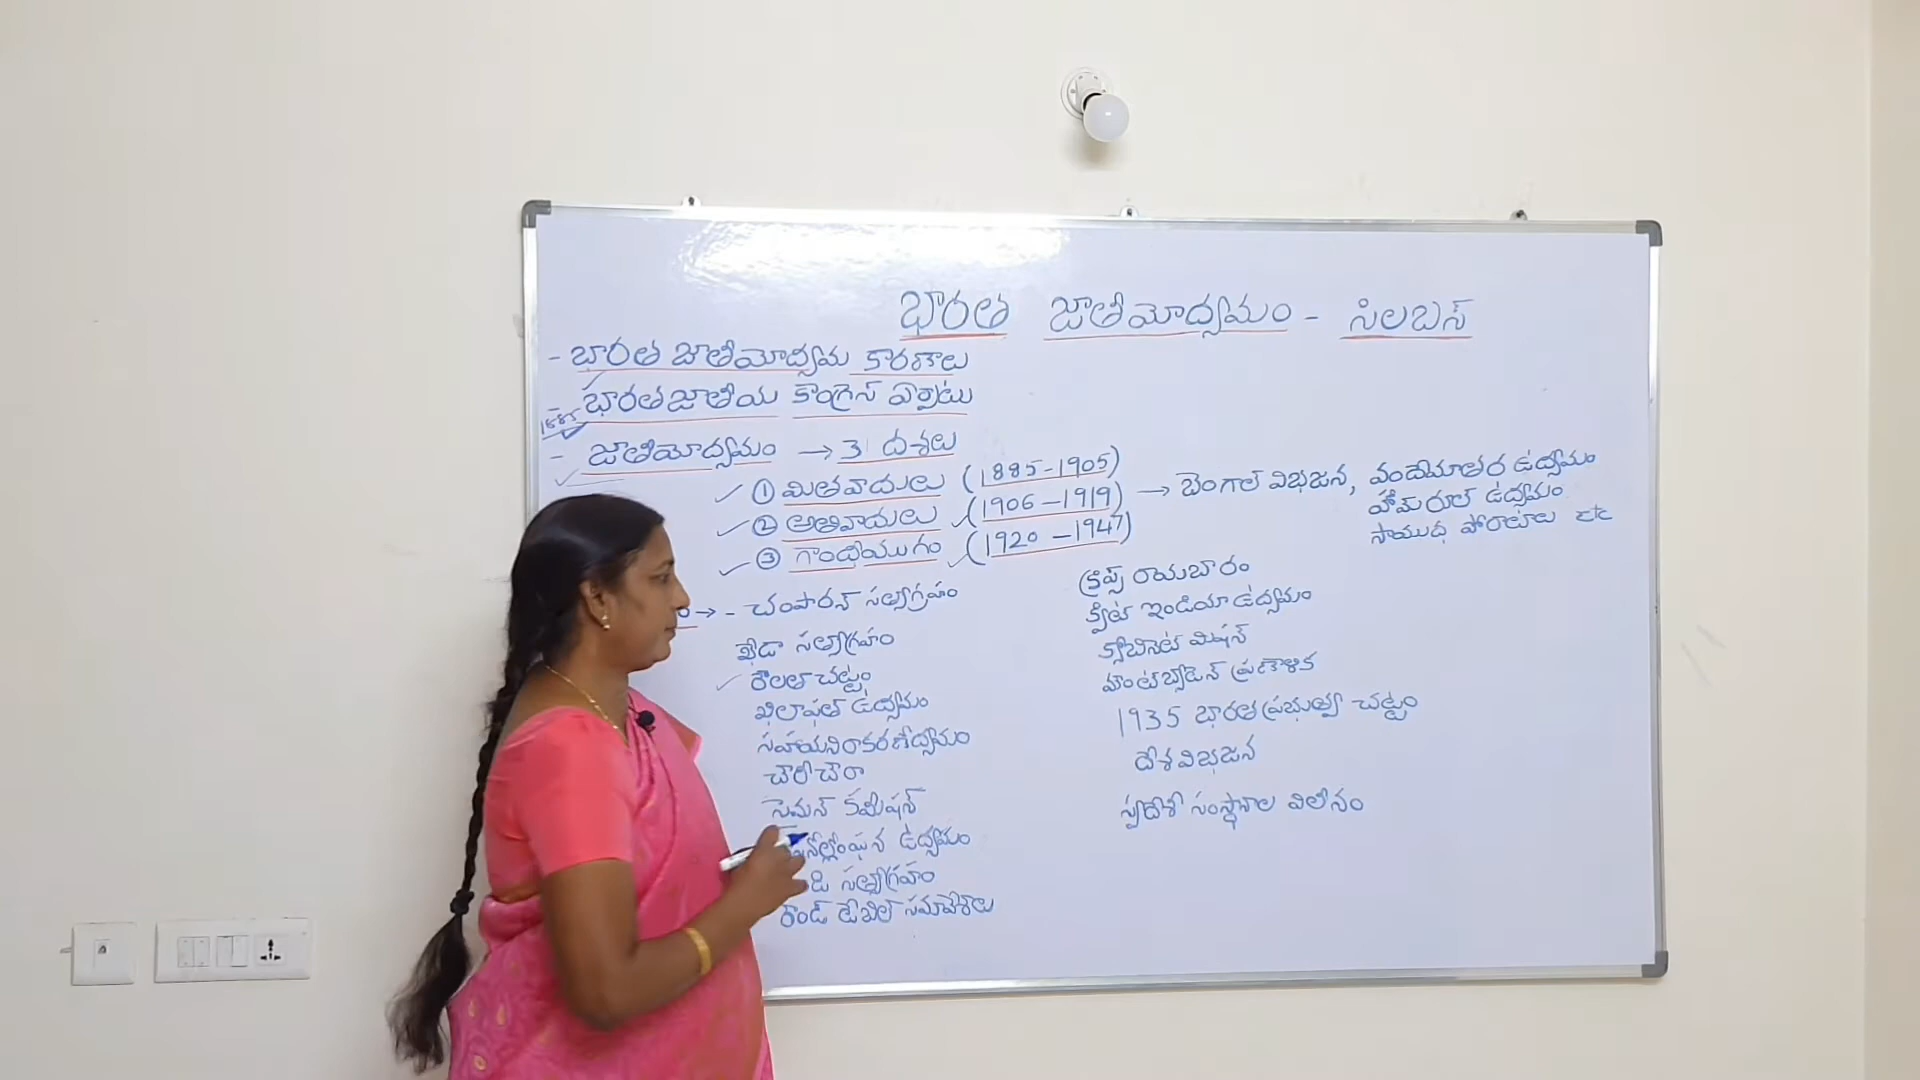 భారత జాతీయోద్యమం - సిలబస్
- భారత జాతీయోద్యమ కారణాలు
- భారత జాతీయ కాంగ్రెస్ ఏర్పాటు
1885
- జాతీయోద్యమం → 3 దశలు
① మితవాదులు (1885-1905)
② అతివాదులు (1906-1919) → బెంగాల్ విభజన, వందేమాతర ఉద్యమం
హోమ్‌రూల్ ఉద్యమం
సాయుధ పోరాటాలు etc
③ గాంధీయుగం (1920-1947)
→ - చంపారన్ సత్యాగ్రహం
ఖేడా సత్యాగ్రహం
రౌలత్ చట్టం
ఖిలాఫత్ ఉద్యమం
సహాయనిరాకరణోద్యమం
చౌరీచౌరా
సైమన్ కమీషన్
ఉద్యమం
సత్యాగ్రహం
రౌండ్ టేబుల్ సమావేశాలు
క్రిప్స్ రాయబారం
క్విట్ ఇండియా ఉద్యమం
క్యాబినెట్ మిషన్
మౌంట్‌బాటెన్ ప్రణాళిక
1935 భారత ప్రభుత్వ చట్టం
దేశ విభజన
స్వదేశీ సంస్థానాల విలీనం